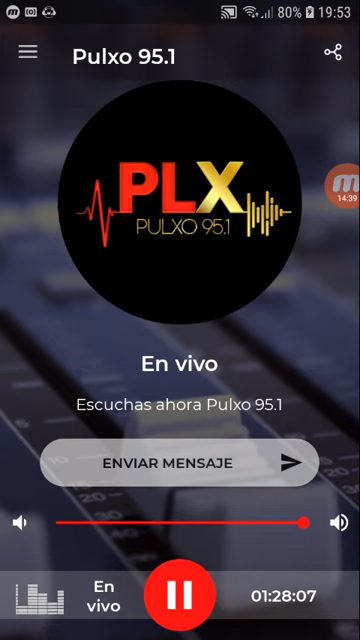 80% 19:53
Pulxo 95.1
14:39
PLX
PULXO 95.1
En vivo
Escuchas ahora Pulxo 95.1
ENVIAR MENSAJE
En
vivo
01:28:07